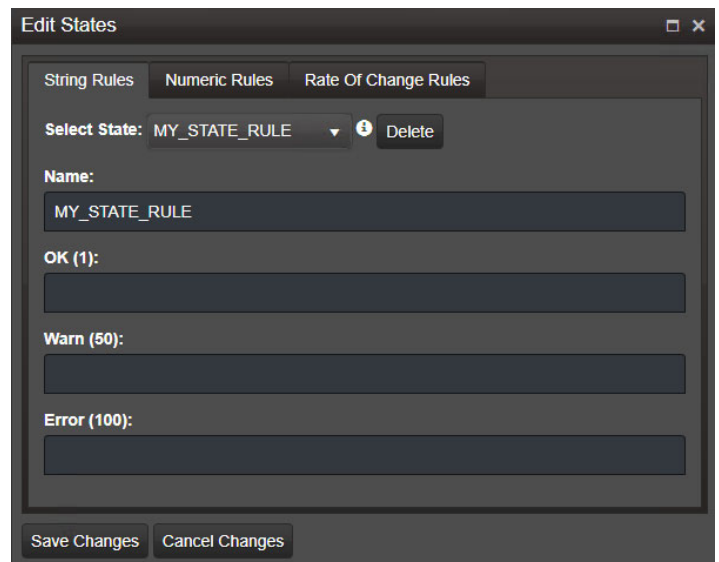 Edit States
String Rules Numeric Rules Rate Of Change Rules
Select State: MY_STATE_RULE Delete
Name:
MY_STATE_RULE
OK (1):
Warn (50):
Error (100):
Save Changes Cancel Changes